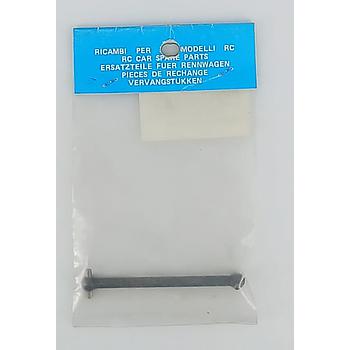 RICAMBI PER MODELLI RC
RC CAR SPARE PARTS
ERSATZTEILE FUER RENNWAGEN
PIECES DE RECHANGE
VERVANGSTUKKEN